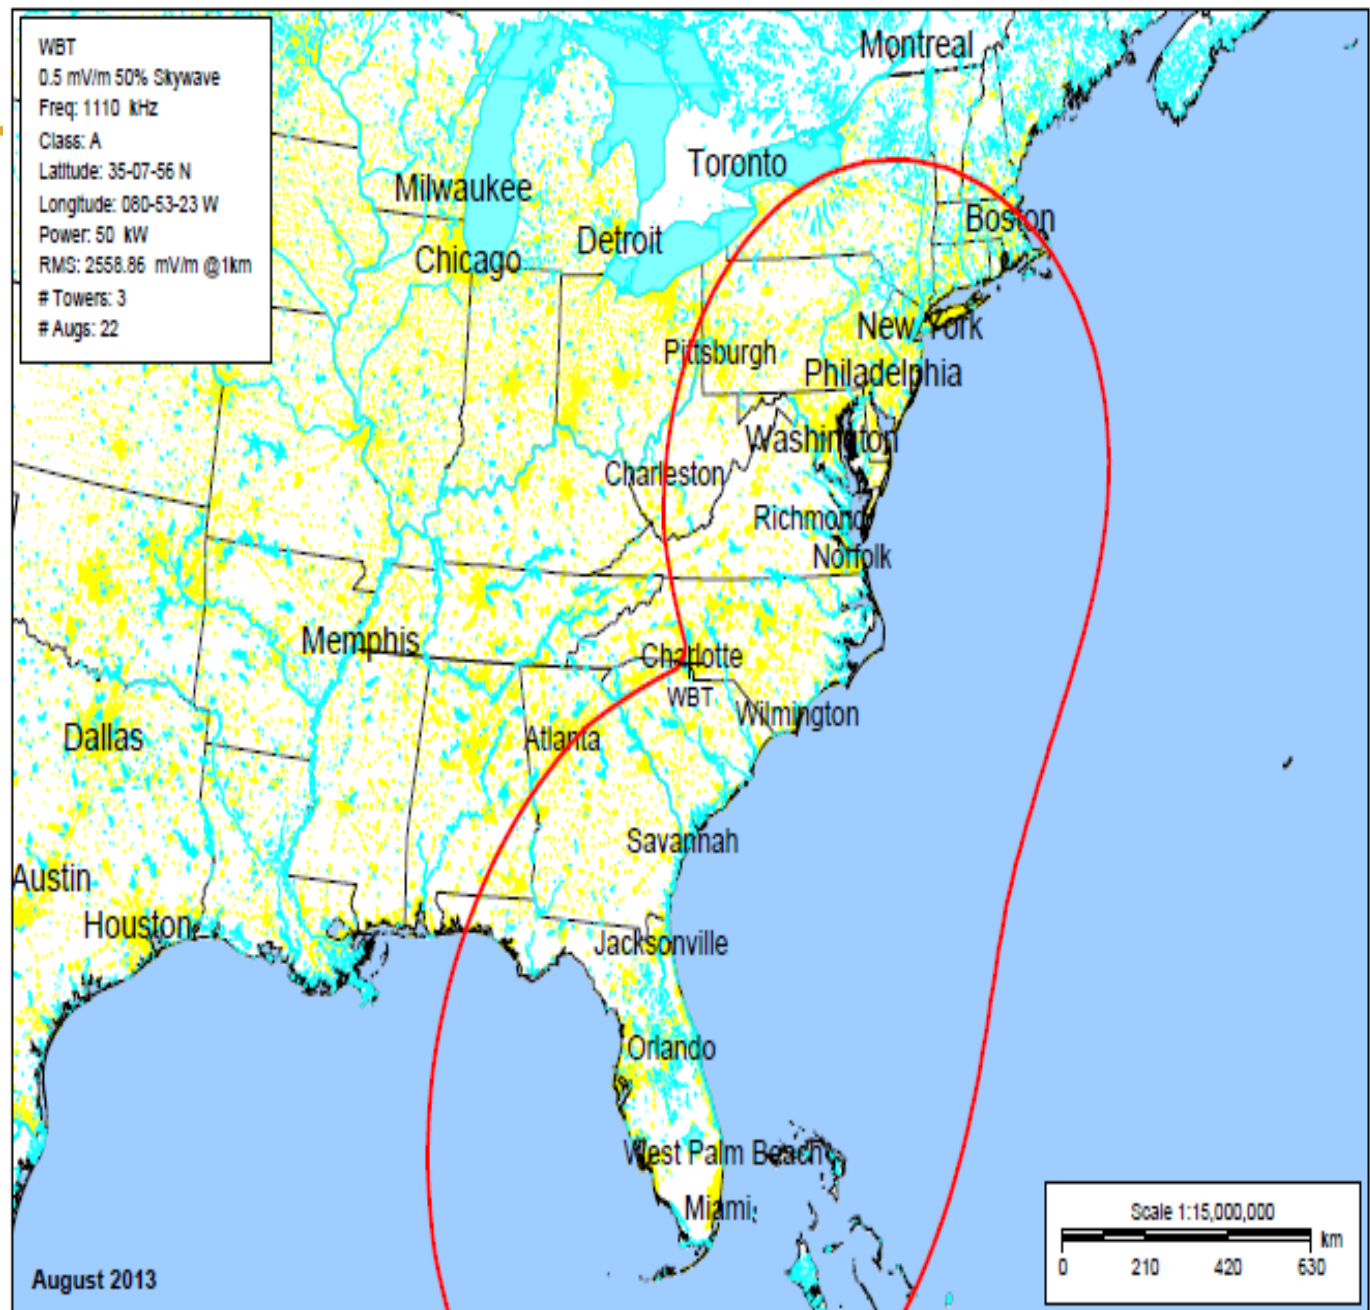 WBT
0.5 mV/m 50% Skywave
Freq: 1110 kHz
Class: A
Latitude: 35-07-56 N
Longitude: 080-53-23 W
Power: 50 kW
RMS: 2558.86 mV/m @1km
# Towers: 3
# Augs: 22
Montreal
Toronto
Milwaukee
Boston
Detroit
Chicago
New York
Pittsburgh
Philadelphia
Washington
Charleston
Richmond
Norfolk
Memphis
Charlotte
WBT
Wilmington
Dallas
Atlanta
Savannah
Austin
Houston
Jacksonville
Orlando
West Palm Beach
Miami
Scale 1:15,000,000
km
0 210 420 630
August 2013